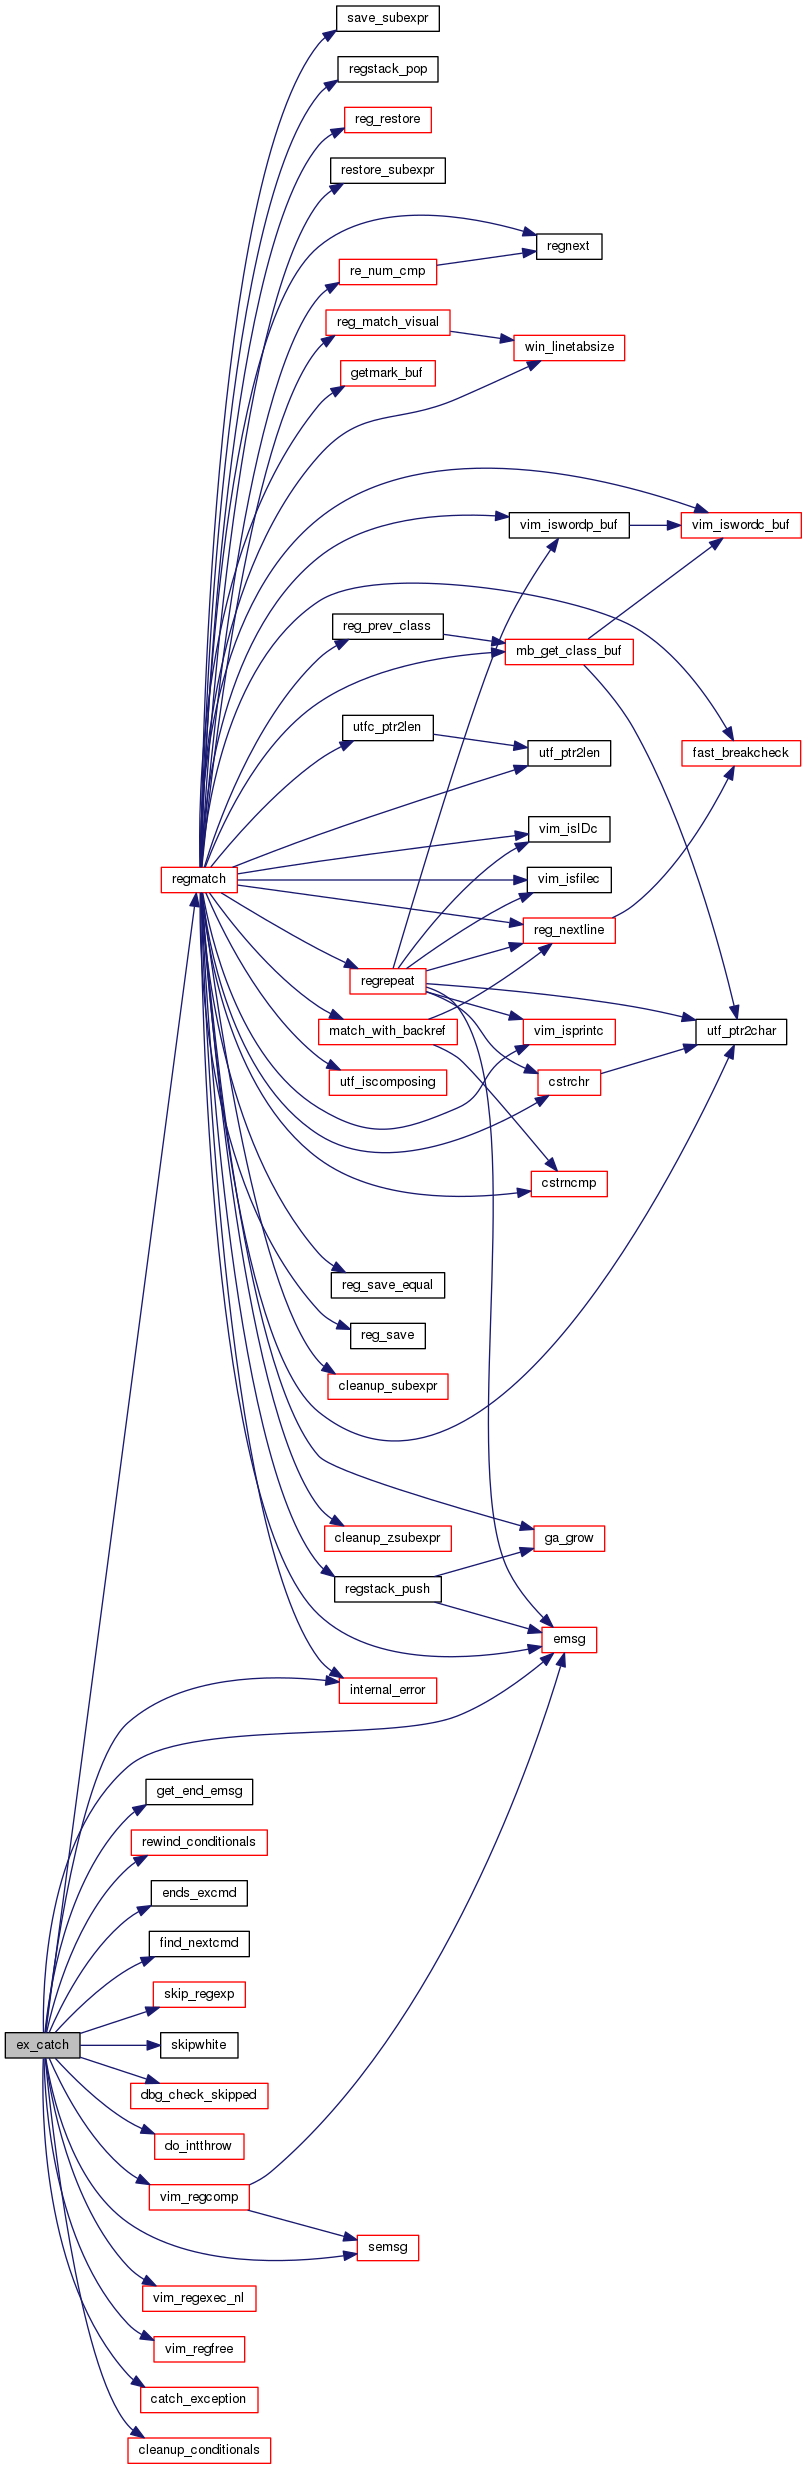 save_subexpr
regstack_pop
reg_restore
restore_subexpr
regnext
re_num_cmp
reg_match_visual
win_linetabsize
getmark_buf
vim_iswordp_buf
vim_iswordc_buf
reg_prev_class
mb_get_class_buf
utfc_ptr2len
utf_ptr2len
fast_breakcheck
vim_isIDc
regmatch
vim_isfilec
reg_nextline
regrepeat
match_with_backref
vim_isprintc
utf_ptr2char
utf_iscomposing
cstrchr
cstrncmp
reg_save_equal
reg_save
cleanup_subexpr
cleanup_zsubexpr
ga_grow
regstack_push
emsg
internal_error
get_end_emsg
rewind_conditionals
ends_excmd
find_nextcmd
skip_regexp
ex_catch
skipwhite
dbg_check_skipped
do_intthrow
vim_regcomp
semsg
vim_regexec_nl
vim_regfree
catch_exception
cleanup_conditionals